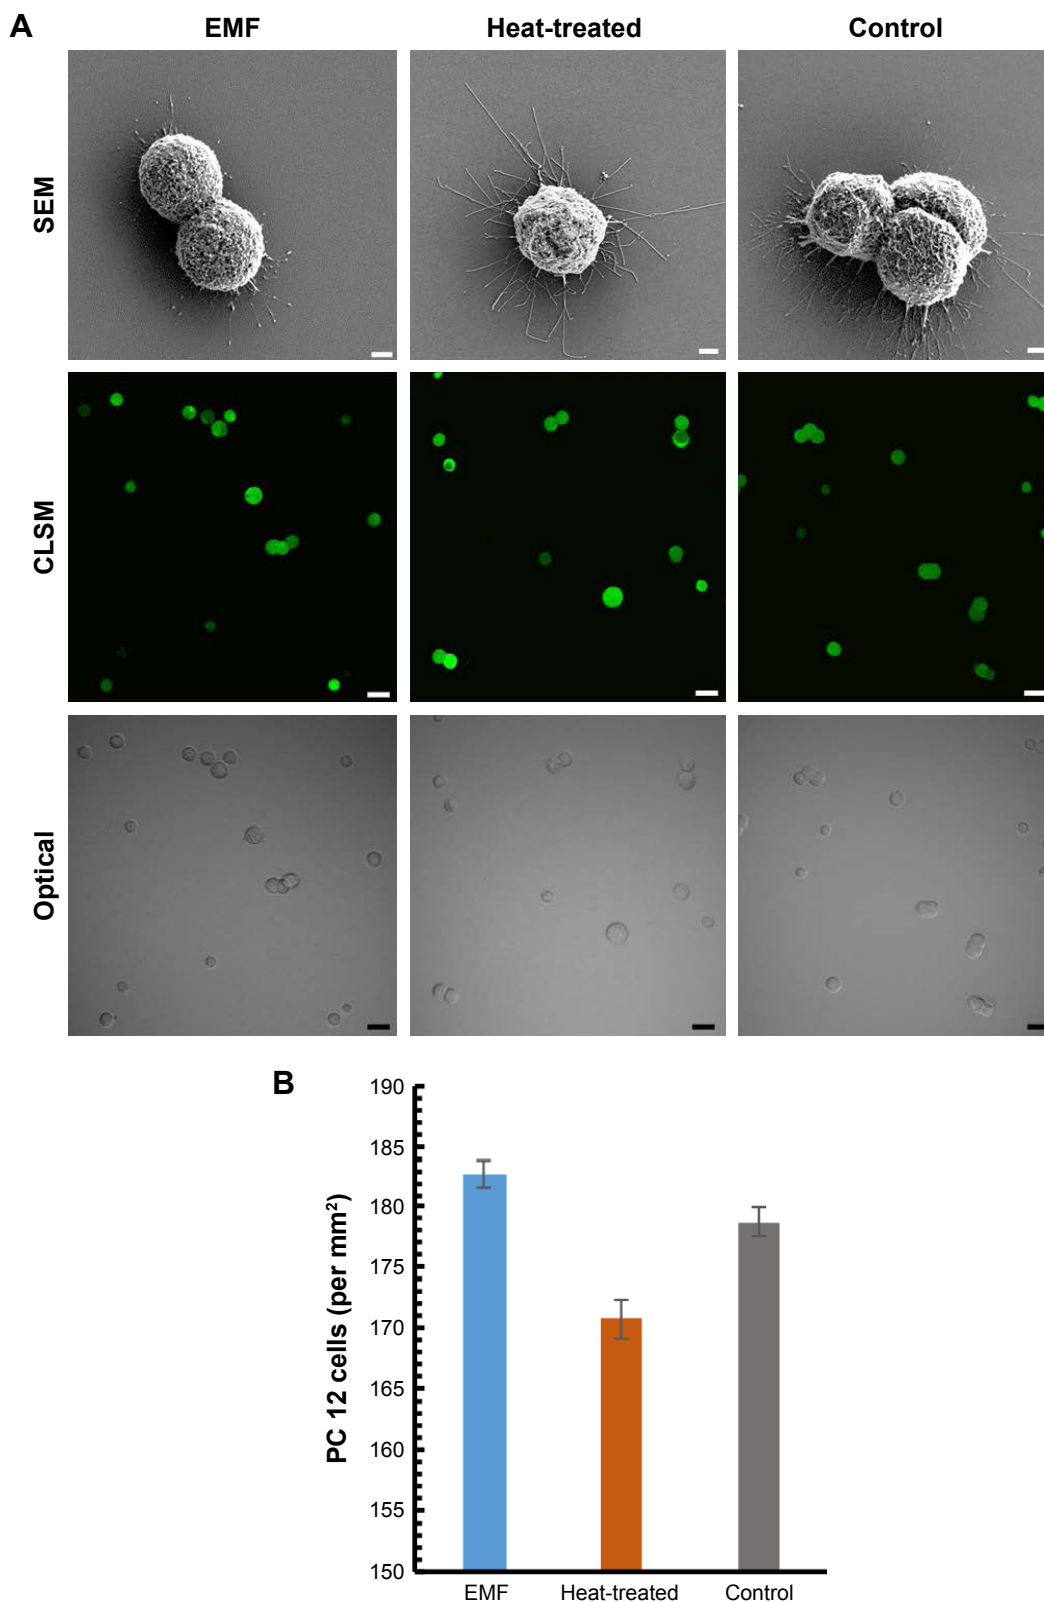 A
EMF
Heat-treated
Control
SEM
CLSM
Optical
B
PC 12 cells (per mm²)
190
185
180
175
170
165
160
155
150
EMF
Heat-treated
Control